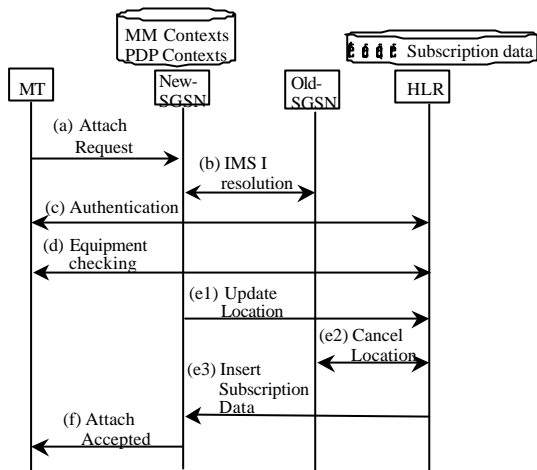 MM Contexts
PDP Contexts
Subscription data
MT
New-
SGSN
Old-
SGSN
HLR
(a) Attach
Request
(b) IMS I
resolution
(c) Authentication
(d) Equipment
checking
(e1) Update
Location
(e2) Cancel
Location
(e3) Insert
Subscription
Data
(f) Attach
Accepted